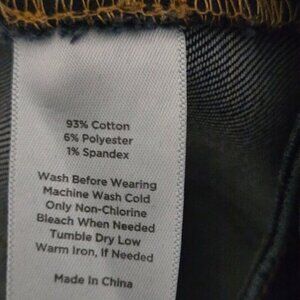 93% Cotton
6% Polyester
1% Spandex
Wash Before Wearing
Machine Wash Cold
Only Non-Chlorine
Bleach When Needed
Tumble Dry Low
Warm Iron, If Needed
Made In China